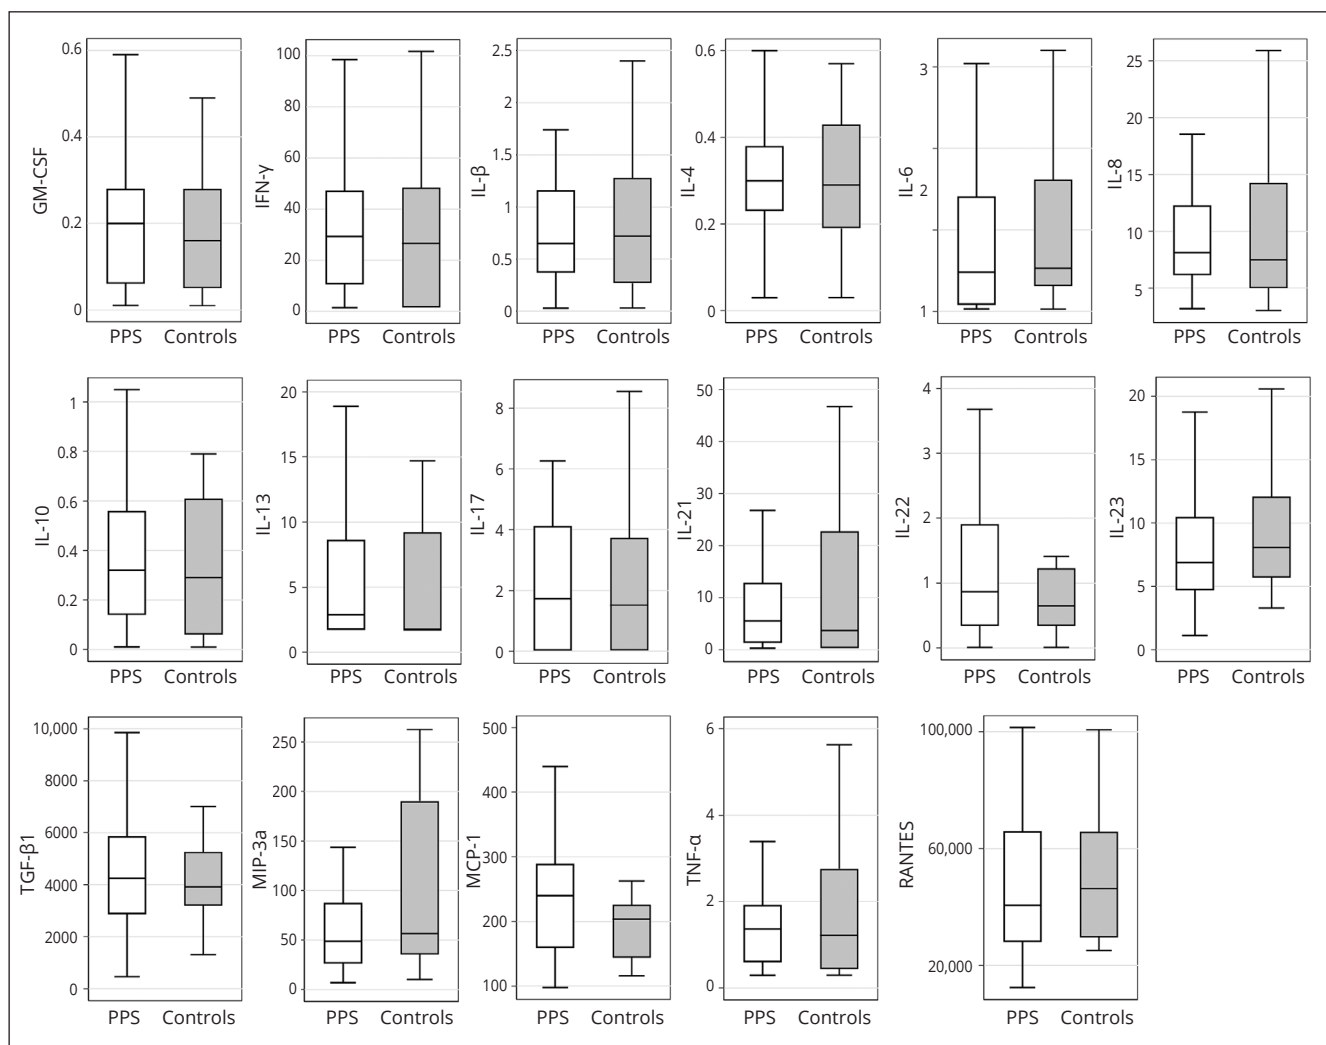 GM-CSF
0.6
0.4
0.2
0
PPS Controls
IFN-γ
100
80
60
40
30
20
10
0
PPS Controls
IL-β
2.5
2
1.5
1
0.5
0
PPS Controls
IL-4
0.6
0.4
0.2
0
PPS Controls
IL-6
3
2
1
PPS Controls
IL-8
25
20
15
10
5
PPS Controls
IL-10
1
0.8
0.6
0.4
0.2
0
PPS Controls
IL-13
20
15
10
5
0
PPS Controls
IL-17
8
6
4
2
0
PPS Controls
IL-21
50
40
30
20
10
0
PPS Controls
IL-22
4
3
2
1
0
PPS Controls
IL-23
20
15
10
5
0
PPS Controls
TGF-β1
10,000
8000
6000
4000
2000
0
PPS Controls
MIP-3a
250
200
150
100
50
0
PPS Controls
MCP-1
500
400
300
200
100
PPS Controls
TNF-α
6
4
2
0
PPS Controls
RANTES
100,000
60,000
20,000
PPS Controls